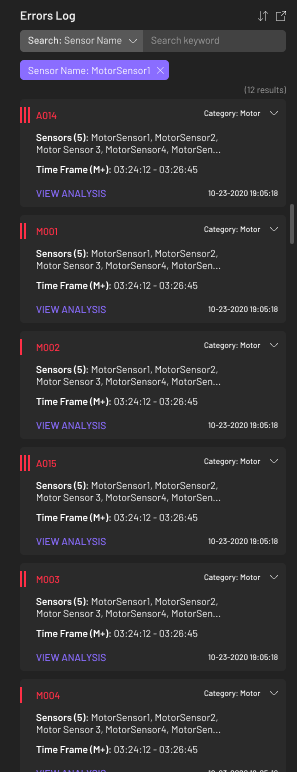 Errors Log
Search: Sensor Name
Search keyword
Sensor Name: MotorSensor1
(12 results)
A014
Category: Motor
Sensors (5): MotorSensor1, MotorSensor2,
Motor Sensor 3, MotorSensor4, MotorSen...
Time Frame (M+): 03:24:12 - 03:26:45
VIEW ANALYSIS
10-23-2020 19:05:18
M001
Category: Motor
Sensors (5): MotorSensor1, MotorSensor2,
Motor Sensor 3, MotorSensor4, MotorSen...
Time Frame (M+): 03:24:12 - 03:26:45
VIEW ANALYSIS
10-23-2020 19:05:18
M002
Category: Motor
Sensors (5): MotorSensor1, MotorSensor2,
Motor Sensor 3, MotorSensor4, MotorSen...
Time Frame (M+): 03:24:12 - 03:26:45
VIEW ANALYSIS
10-23-2020 19:05:18
A015
Category: Motor
Sensors (5): MotorSensor1, MotorSensor2,
Motor Sensor 3, MotorSensor4, MotorSen...
Time Frame (M+): 03:24:12 - 03:26:45
VIEW ANALYSIS
10-23-2020 19:05:18
M003
Category: Motor
Sensors (5): MotorSensor1, MotorSensor2,
Motor Sensor 3, MotorSensor4, MotorSen...
Time Frame (M+): 03:24:12 - 03:26:45
VIEW ANALYSIS
10-23-2020 19:05:18
M004
Category: Motor
Sensors (5): MotorSensor1, MotorSensor2,
Motor Sensor 3, MotorSensor4, MotorSen...
Time Frame (M+): 03:24:12 - 03:26:45